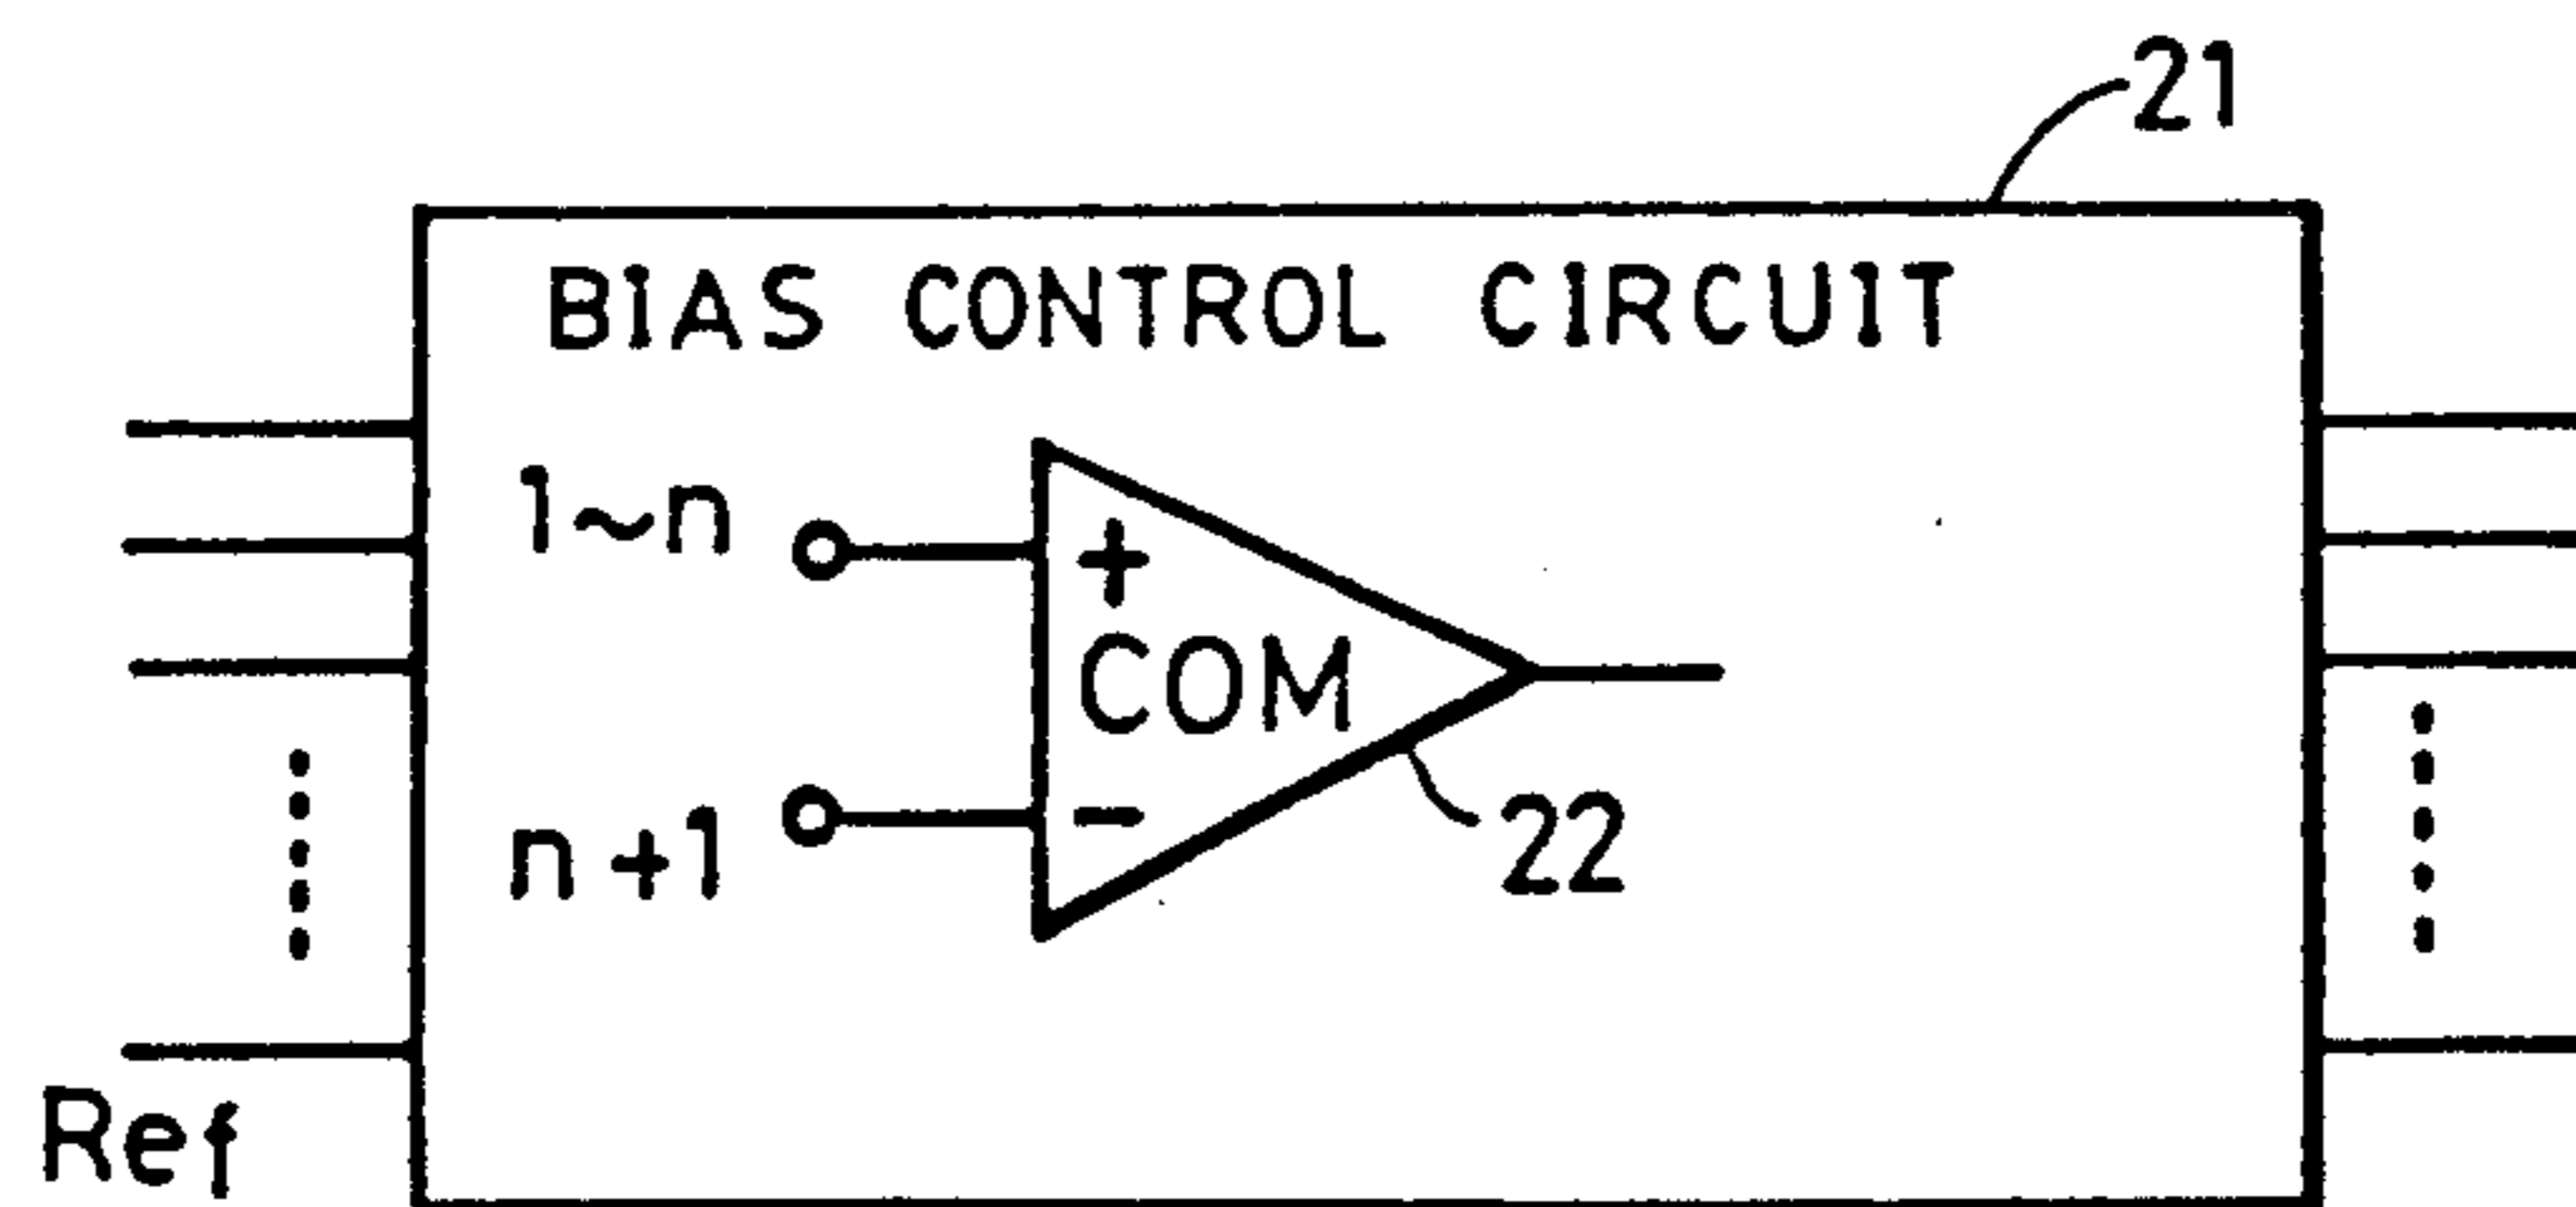 21
BIAS CONTROL CIRCUIT
1~n
+
COM
n+1
-
22
Ref